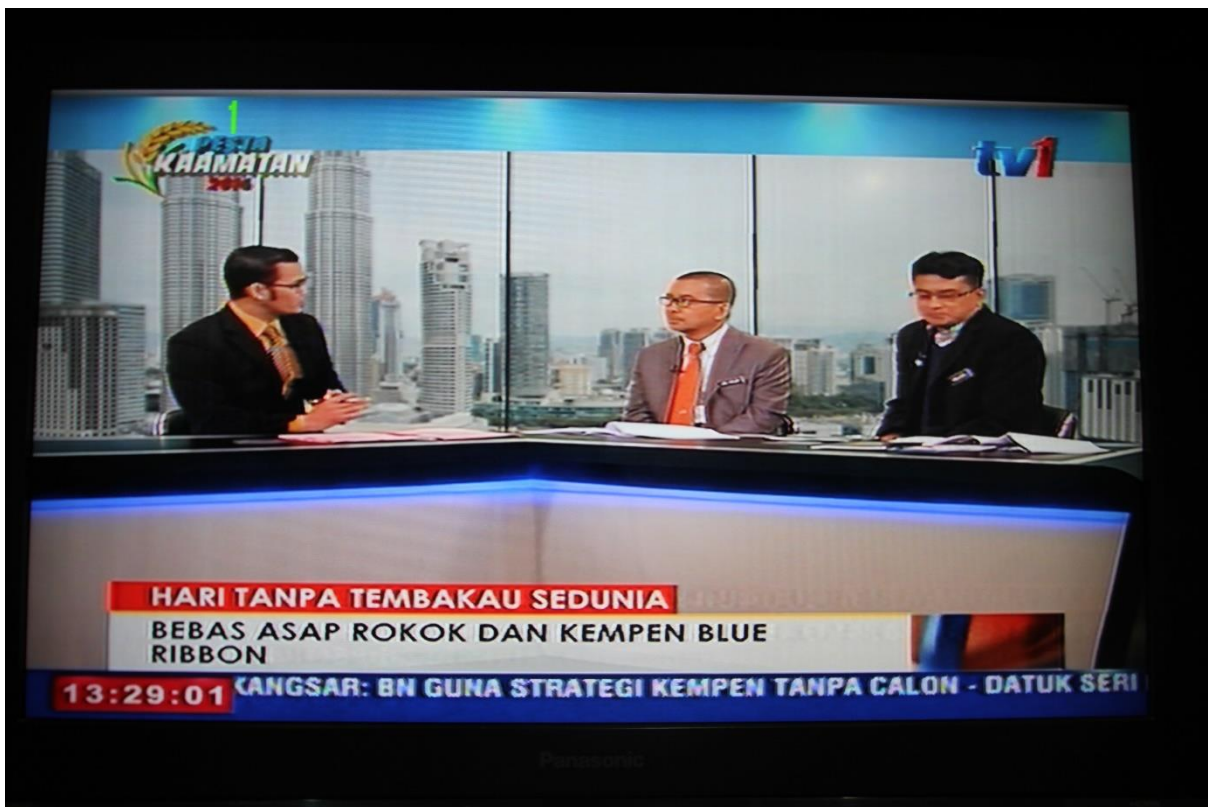 1
PESTA
KAAMATAN
2016
tv1
HARI TANPA TEMBAKAU SEDUNIA
BEBAS ASAP ROKOK DAN KEMPEN BLUE
RIBBON
13:29:01 KANGSAR: BN GUNA STRATEGI KEMPEN TANPA CALON - DATUK SERI
Panasonic